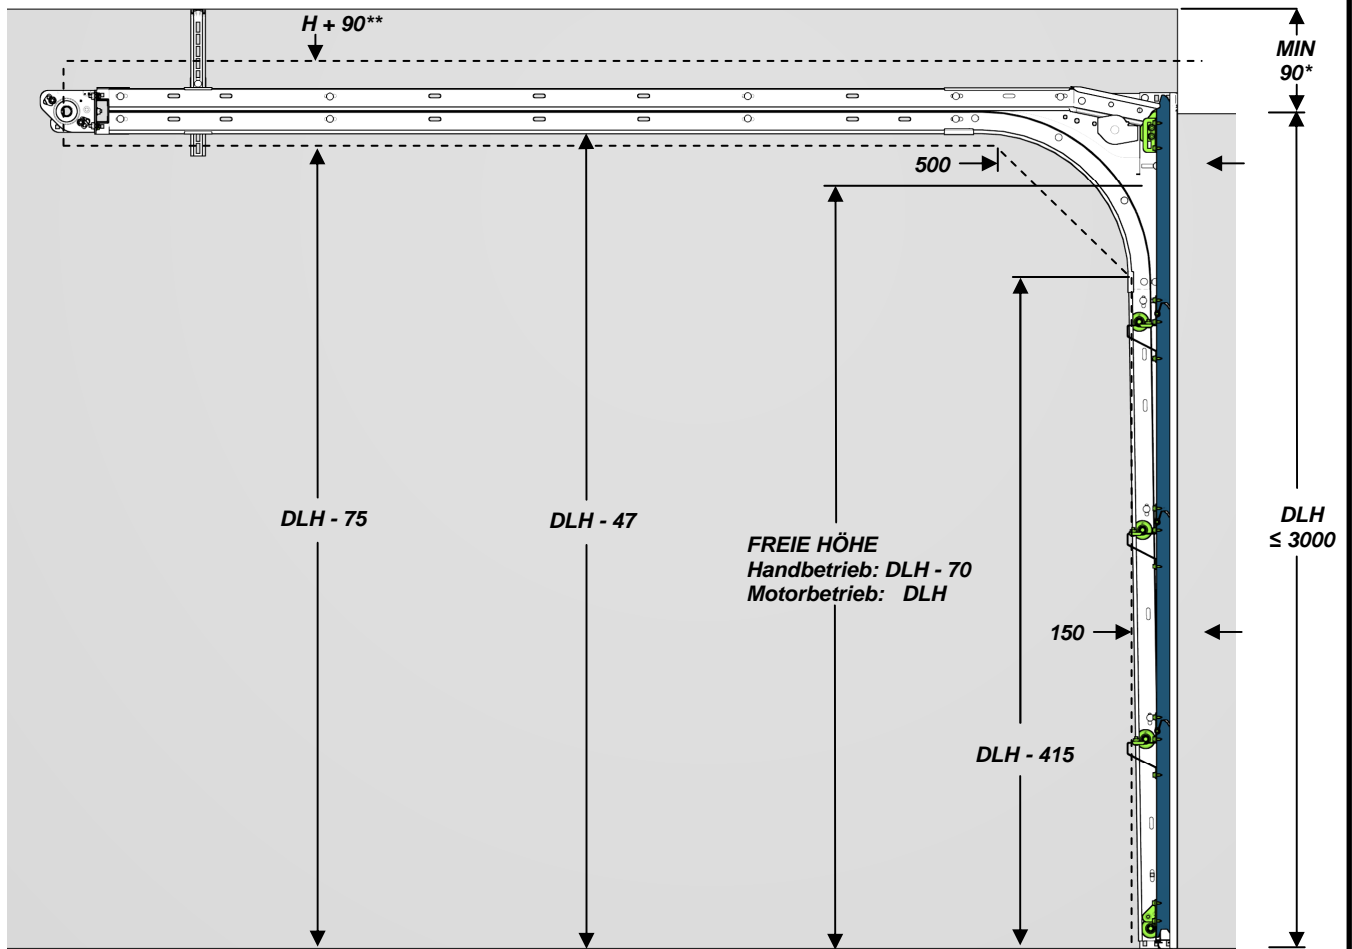 H + 90**
MIN
90*
500
DLH - 75
DLH - 47
FREIE HÖHE
Handbetrieb: DLH - 70
Motorbetrieb: DLH
DLH
≤ 3000
150
DLH - 415